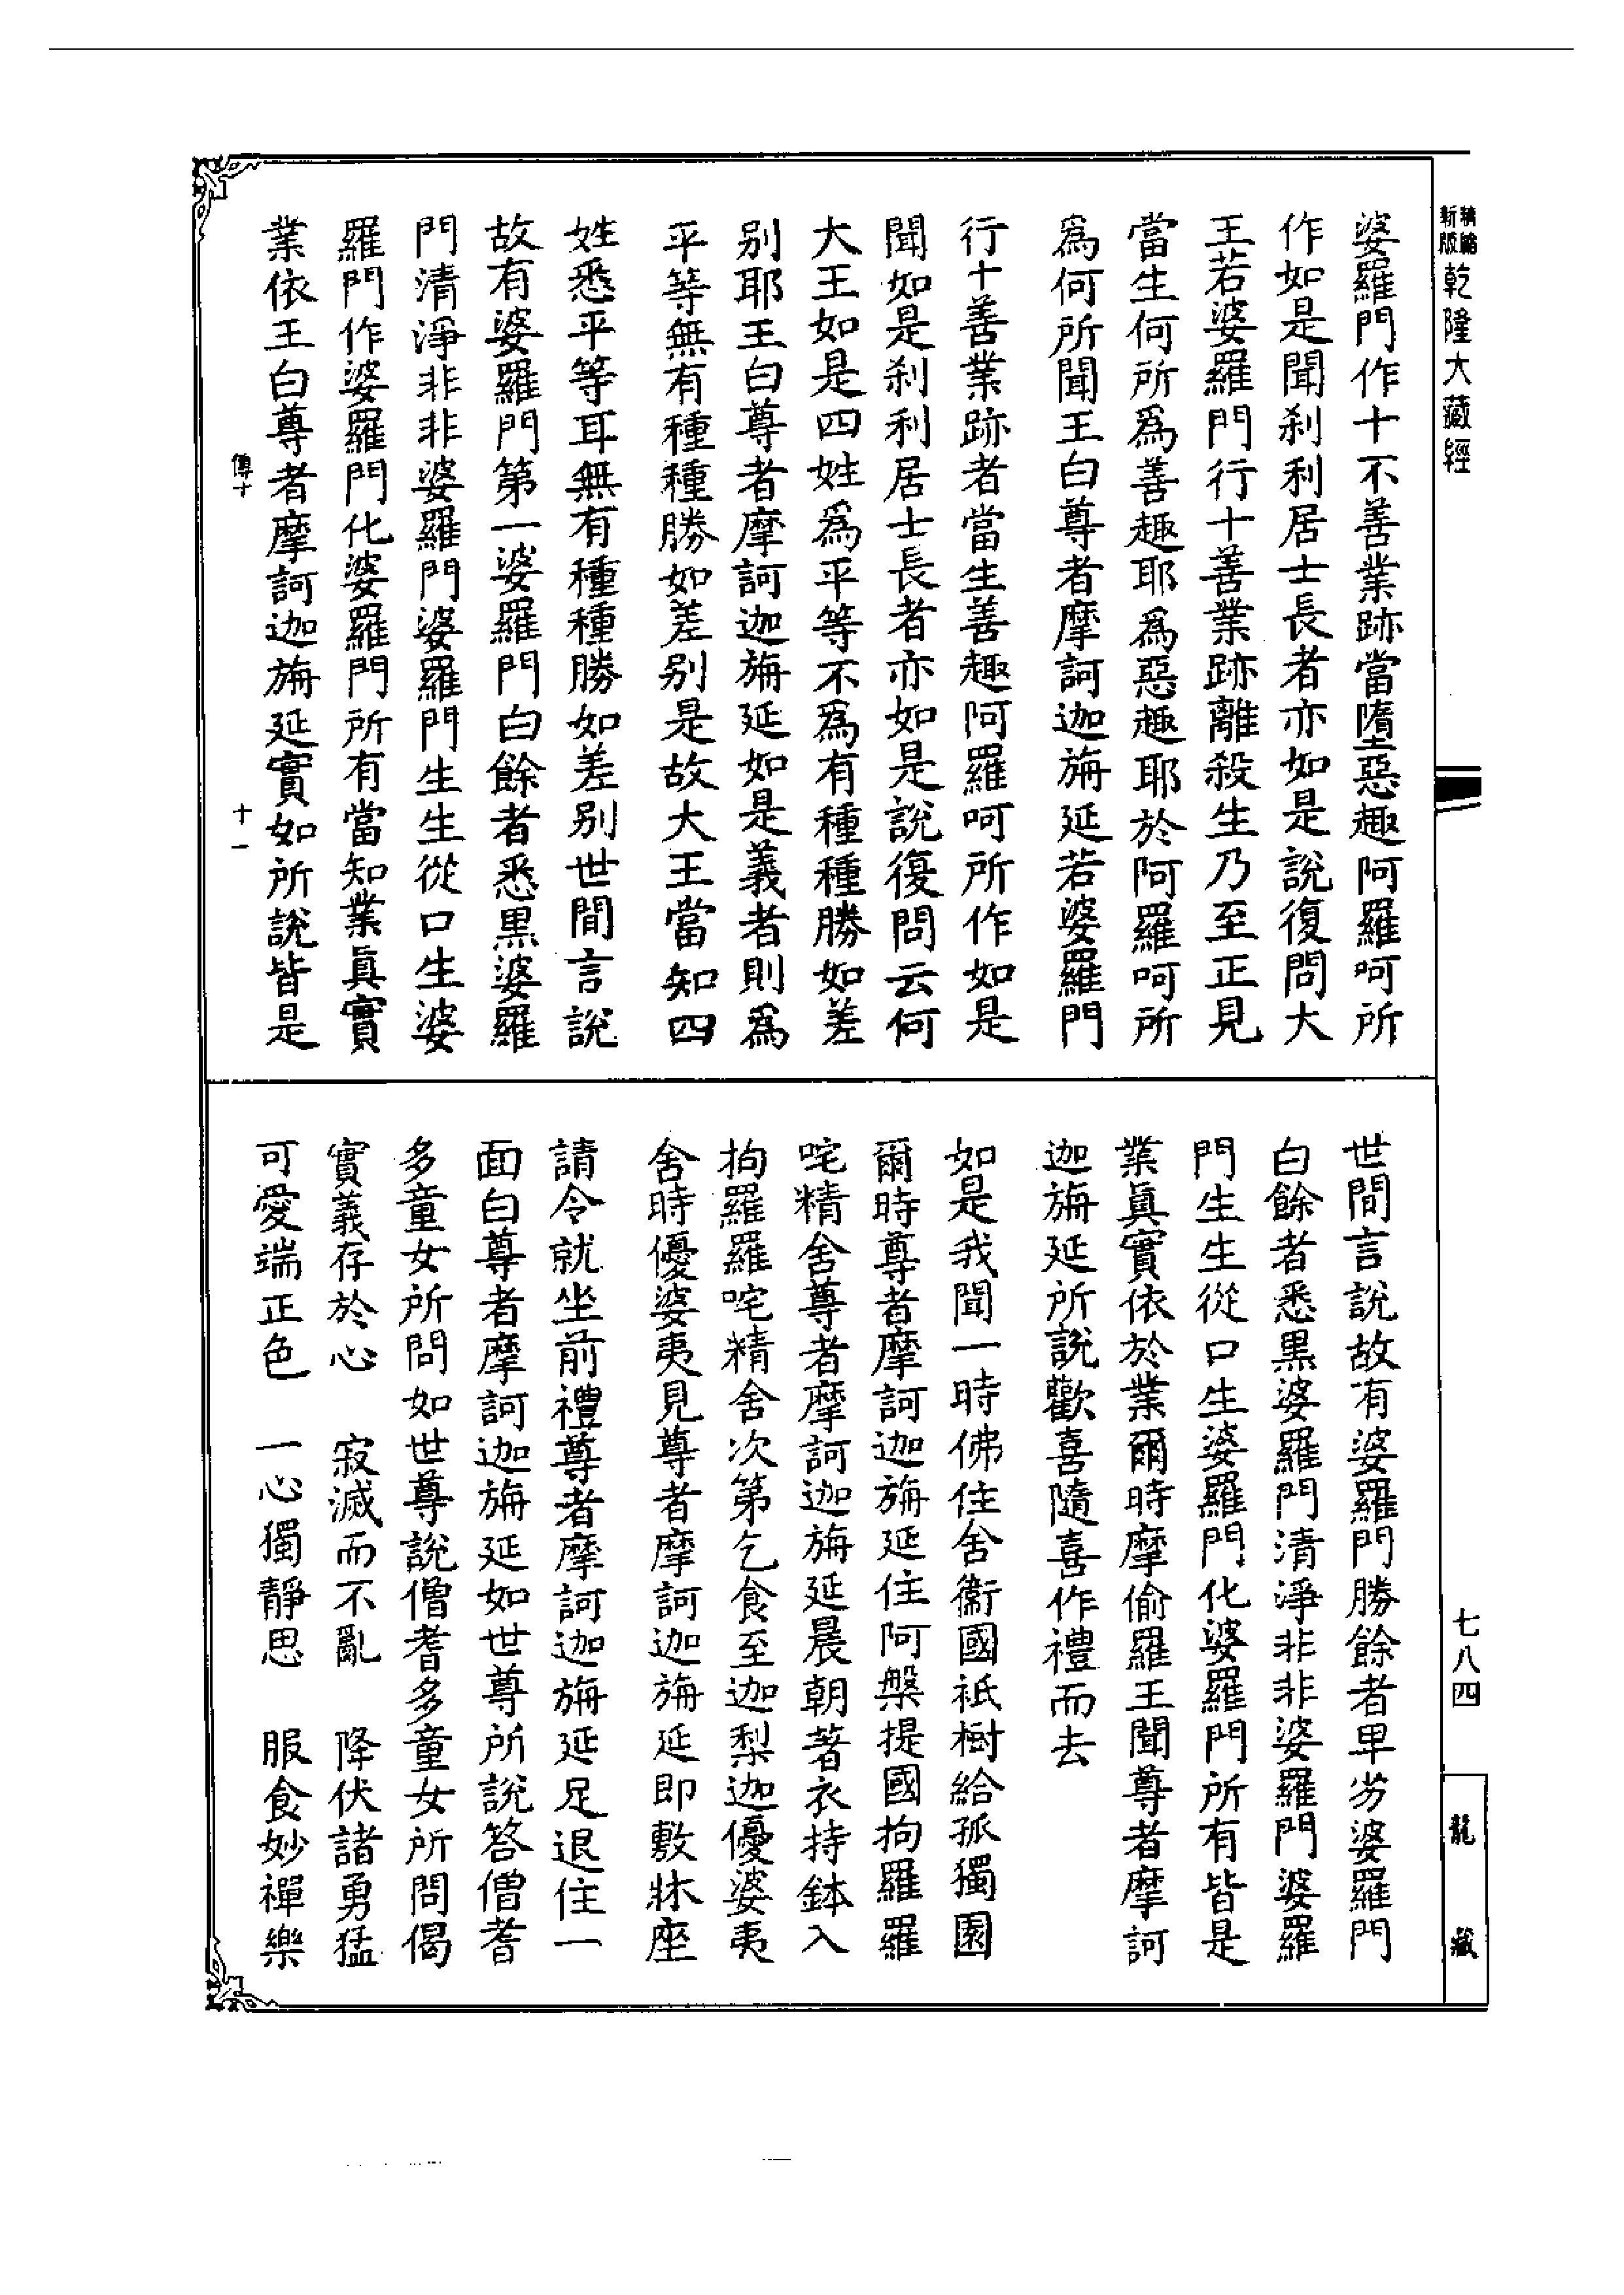 精縮新版乾隆大藏經
婆羅門作十不善業跡當墮惡趣阿羅呵所
作如是聞刹利居士長者亦如是說復問大
王若婆羅門行十善業跡離殺生乃至正見
當生何所爲善趣耶爲惡趣耶於阿羅呵所
爲何所聞王白尊者摩訶迦旃延若婆羅門
行十善業跡者當生善趣阿羅呵所作如是
聞如是刹利居士長者亦如是說復問云何
大王如是四姓爲平等不爲有種種勝如差
別耶王白尊者摩訶迦旃延如是義者則爲
平等無有種種勝如差別是故大王當知四
姓悉平等耳無有種種勝如差別世間言說
故有婆羅門第一婆羅門白餘者悉黑婆羅
門清淨非非婆羅門婆羅門生生從口生婆
羅門作婆羅門化婆羅門所有當知業眞實
業依王白尊者摩訶迦旃延實如所說皆是
傳十
十一
世間言說故有婆羅門勝餘者卑劣婆羅門
白餘者悉黑婆羅門清淨非非婆羅門婆羅
門生生從口生婆羅門化婆羅門所有皆是
業眞實依於業爾時摩偷羅王聞尊者摩訶
迦旃延所說歡喜隨喜作禮而去
如是我聞一時佛住舍衞國祇樹給孤獨園
爾時尊者摩訶迦旃延住阿槃提國拘羅羅
咤精舍尊者摩訶迦旃延晨朝著衣持鉢入
拘羅羅咤精舍次第乞食至迦梨迦優婆夷
舍時優婆夷見尊者摩訶迦旃延即敷牀座
請令就坐前禮尊者摩訶迦旃延足退住一
面白尊者摩訶迦旃延如世尊所說答僧耆
多童女所問如世尊說僧耆多童女所問偈
實義存於心　寂滅而不亂　降伏諸勇猛
可愛端正色　一心獨靜思　服食妙禪樂
七八四
龍藏